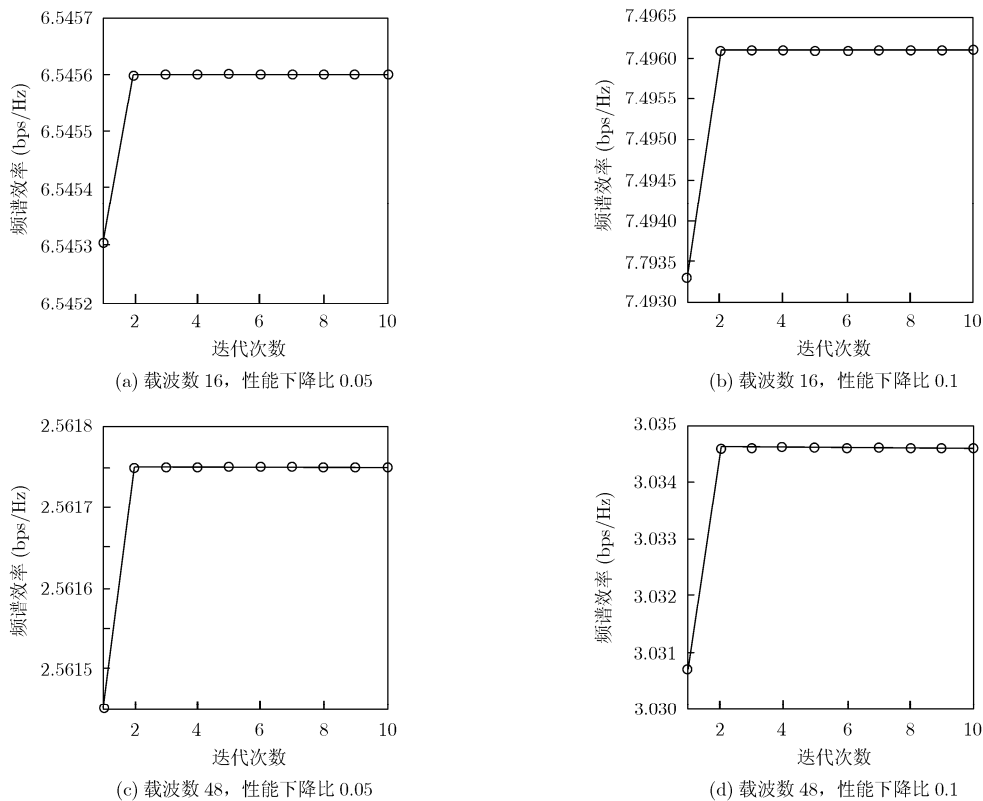 6.5457
6.5456
6.5455
6.5454
6.5453
6.5452
频谱效率 (bps/Hz)
2 4 6 8 10
迭代次数
(a) 载波数 16，性能下降比 0.05
7.4965
7.4960
7.4955
7.4950
7.4945
7.4940
7.7935
7.4930
频谱效率 (bps/Hz)
2 4 6 8 10
迭代次数
(b) 载波数 16，性能下降比 0.1
2.5618
2.5617
2.5616
2.5615
频谱效率 (bps/Hz)
2 4 6 8 10
迭代次数
(c) 载波数 48，性能下降比 0.05
3.035
3.034
3.033
3.032
3.031
3.030
频谱效率 (bps/Hz)
2 4 6 8 10
迭代次数
(d) 载波数 48，性能下降比 0.1